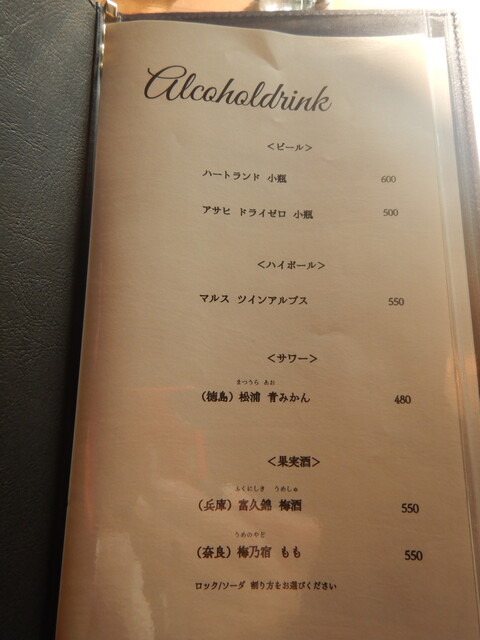 Alcoholdrink
<ビール>
ハートランド 小瓶 600
アサヒ ドライゼロ 小瓶 500
<ハイボール>
マルス ツインアルプス 550
<サワー>
まつうら あお
(徳島) 松浦 青みかん 480
<果実酒>
ふくにしき うめしゅ
(兵庫) 富久錦 梅酒 550
うめのやど
(奈良) 梅乃宿 もも 550
ロック/ソーダ 割り方をお選びください